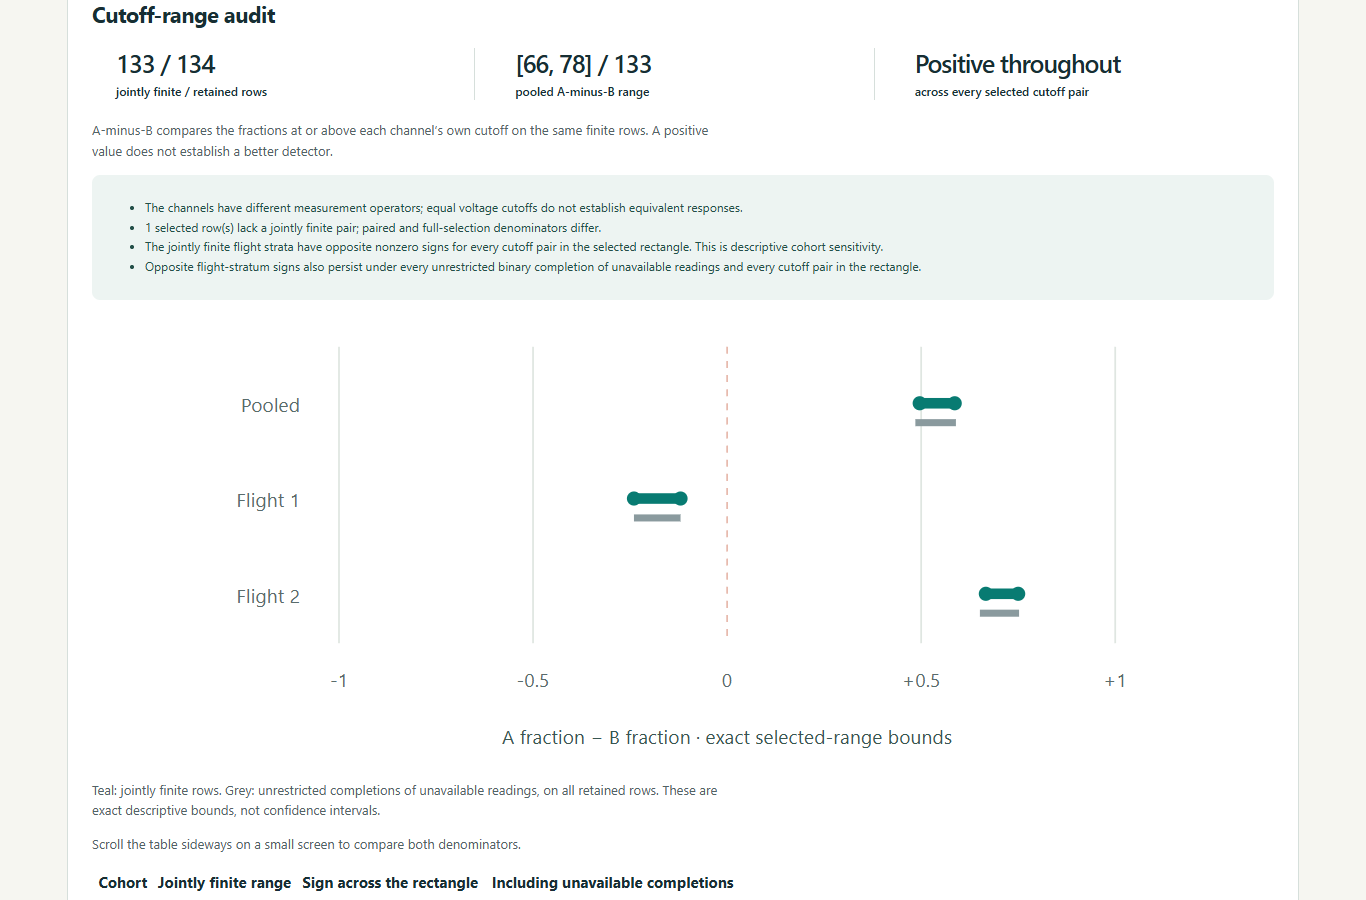 Cutoff-range audit
133 / 134
jointly finite / retained rows
[66, 78] / 133
pooled A-minus-B range
Positive throughout
across every selected cutoff pair
A-minus-B compares the fractions at or above each channel's own cutoff on the same finite rows. A positive
value does not establish a better detector.
• The channels have different measurement operators; equal voltage cutoffs do not establish equivalent responses.
• 1 selected row(s) lack a jointly finite pair; paired and full-selection denominators differ.
• The jointly finite flight strata have opposite nonzero signs for every cutoff pair in the selected rectangle. This is descriptive cohort sensitivity.
• Opposite flight-stratum signs also persist under every unrestricted binary completion of unavailable readings and every cutoff pair in the rectangle.
Pooled
Flight 1
Flight 2
-1 -0.5 0 +0.5 +1
A fraction − B fraction · exact selected-range bounds
Teal: jointly finite rows. Grey: unrestricted completions of unavailable readings, on all retained rows. These are
exact descriptive bounds, not confidence intervals.
Scroll the table sideways on a small screen to compare both denominators.
Cohort Jointly finite range Sign across the rectangle Including unavailable completions